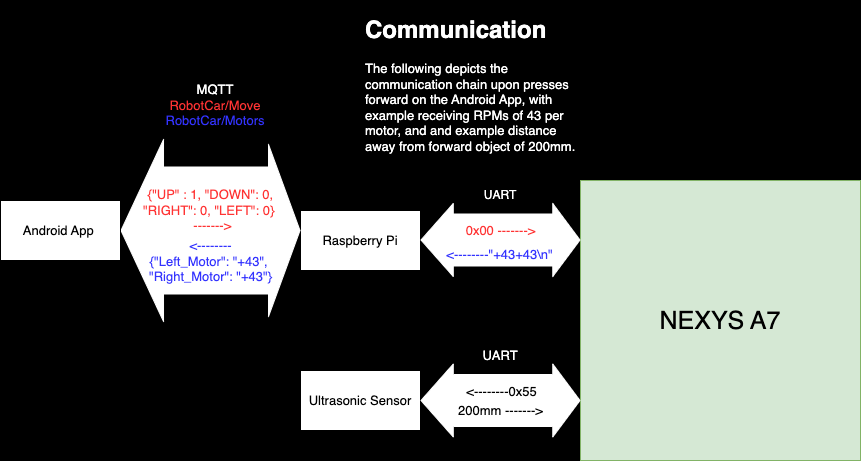 Communication
The following depicts the
communication chain upon presses
forward on the Android App, with
example receiving RPMs of 43 per
motor, and and example distance
away from forward object of 200mm.
MQTT
RobotCar/Move
RobotCar/Motors
{"UP" : 1, "DOWN": 0,
"RIGHT": 0, "LEFT": 0}
------->
<--------
{"Left_Motor": "+43",
"Right_Motor": "+43"}
Android App
Raspberry Pi
UART
0x00 ------->
<--------"+43+43\n"
NEXYS A7
UART
Ultrasonic Sensor
<--------0x55
200mm ------->